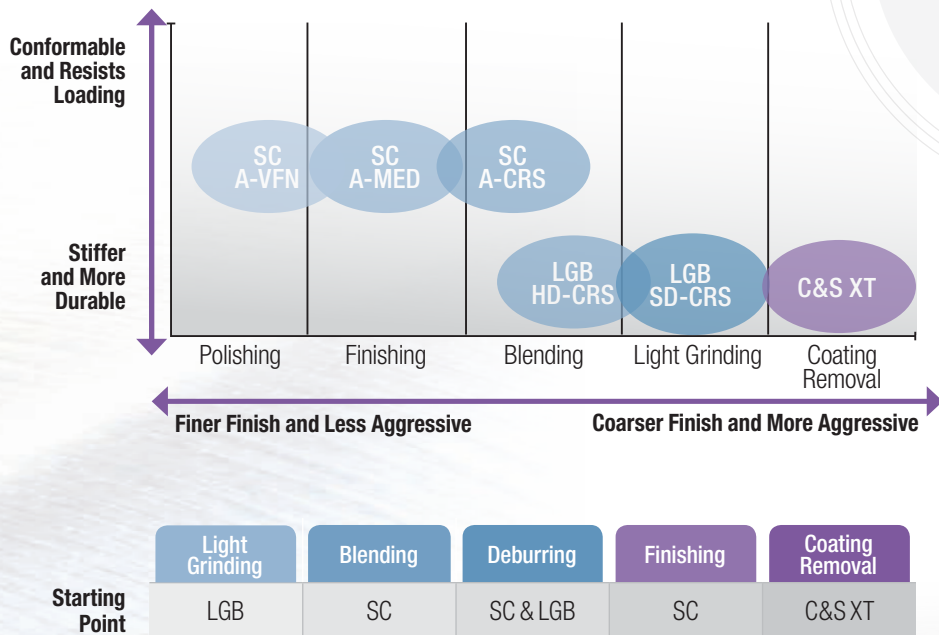 Conformable
and Resists
Loading
SC
A-VFN
SC
A-MED
SC
A-CRS
Stiffer
and More
Durable
LGB
HD-CRS
LGB
SD-CRS
C&S XT
Polishing
Finishing
Blending
Light Grinding
Coating
Removal
Finer Finish and Less Aggressive
Coarser Finish and More Aggressive
Light
Grinding
Blending
Deburring
Finishing
Coating
Removal
Starting
Point
LGB
SC
SC & LGB
SC
C&S XT